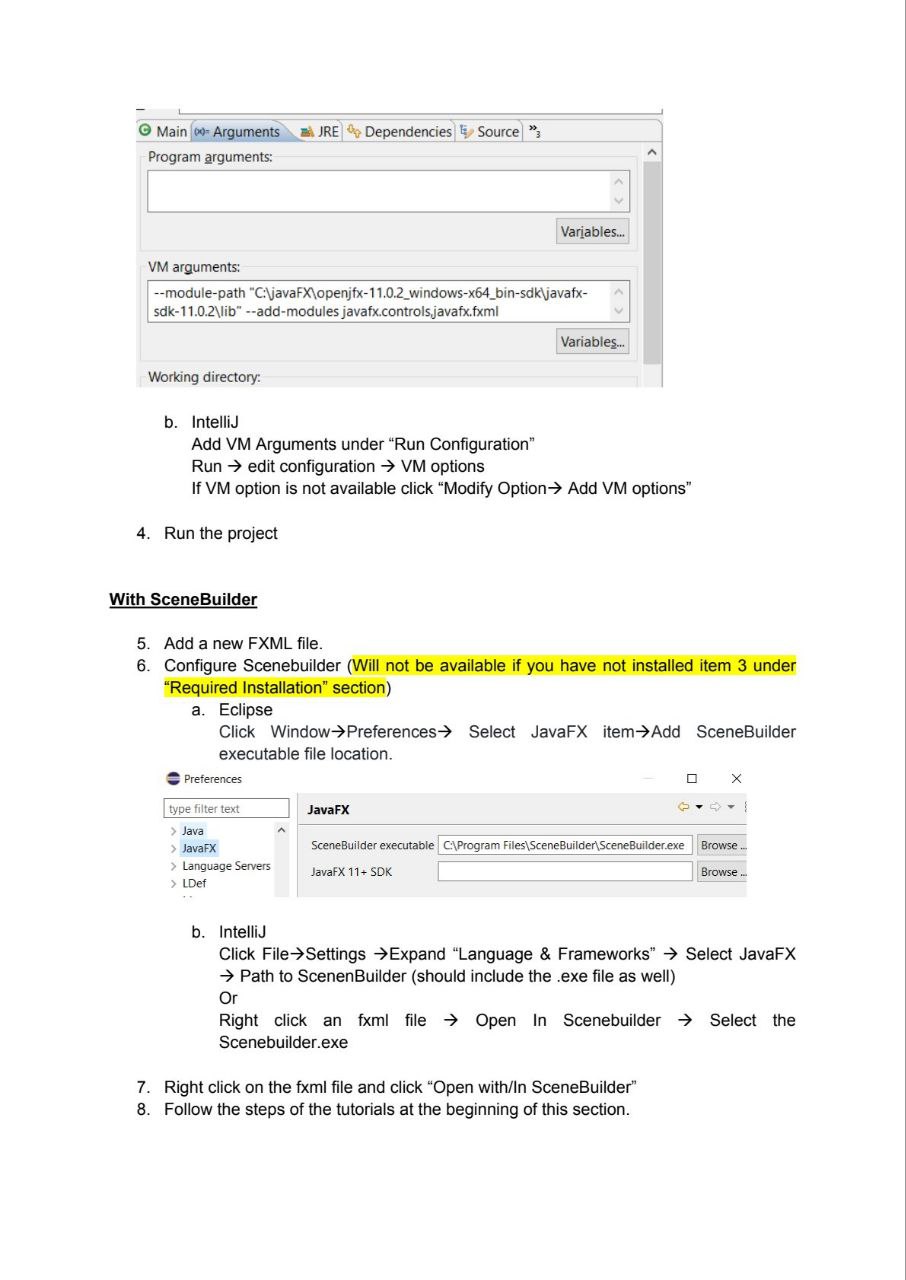 Main (x)= Arguments JRE Dependencies Source »3
Program arguments:
Variables...
VM arguments:
--module-path "C:\javaFX\openjfx-11.0.2_windows-x64_bin-sdk\javafx-
sdk-11.0.2\lib" --add-modules javafx.controls,javafx.fxml
Variables...
Working directory:
b. IntelliJ
Add VM Arguments under “Run Configuration”
Run → edit configuration → VM options
If VM option is not available click “Modify Option→ Add VM options”
4. Run the project
With SceneBuilder
5. Add a new FXML file.
6. Configure Scenebuilder (Will not be available if you have not installed item 3 under
“Required Installation” section)
a. Eclipse
Click Window→Preferences→ Select JavaFX item→Add SceneBuilder
executable file location.
Preferences
type filter text
JavaFX
Java
JavaFX
Language Servers
LDef
SceneBuilder executable C:\Program Files\SceneBuilder\SceneBuilder.exe Browse ...
JavaFX 11+ SDK Browse ...
b. IntelliJ
Click File→Settings →Expand “Language & Frameworks” → Select JavaFX
→ Path to ScenenBuilder (should include the .exe file as well)
Or
Right click an fxml file → Open In Scenebuilder → Select the
Scenebuilder.exe
7. Right click on the fxml file and click “Open with/In SceneBuilder”
8. Follow the steps of the tutorials at the beginning of this section.